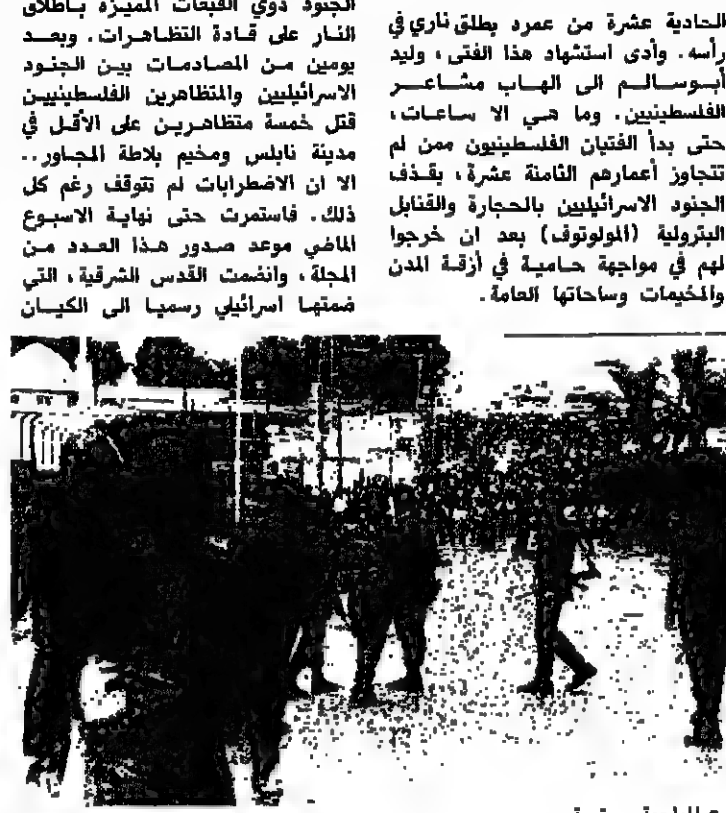 الحادية عشرة من عمره بطلق ناري في
رأسه. وأدى استشهاد هذا الفتى، وليد
أبوسالم الى الهاب مشاعر
الفلسطينيين. وما هي الا ساعات،
حتى بدأ الفتيان الفلسطينيون ممن لم
تتجاوز أعمارهم الثامنة عشرة، بقذف
الجنود الاسرائيليين بالحجارة والقنابل
البترولية (المولوتوف) بعد ان خرجوا
لهم في مواجهة حامية في أزقة المدن
والمخيمات وساحاتها العامة.
الجنود ذوي القبعات المميزة باطلاق
النار على قادة التظاهرات. وبعد
يومين من المصادمات بين الجنود
الاسرائيليين والمتظاهرين الفلسطينيين
قتل خمسة متظاهرين على الأقل في
مدينة نابلس ومخيم بلاطة المجاور..
الا ان الاضطرابات لم تتوقف رغم كل
ذلك. فاستمرت حتى نهاية الاسبوع
الماضي موعد صدور هذا العدد من
المجلة، وانضمت القدس الشرقية، التي
ضمتها اسرائيلي رسميا الى الكيان